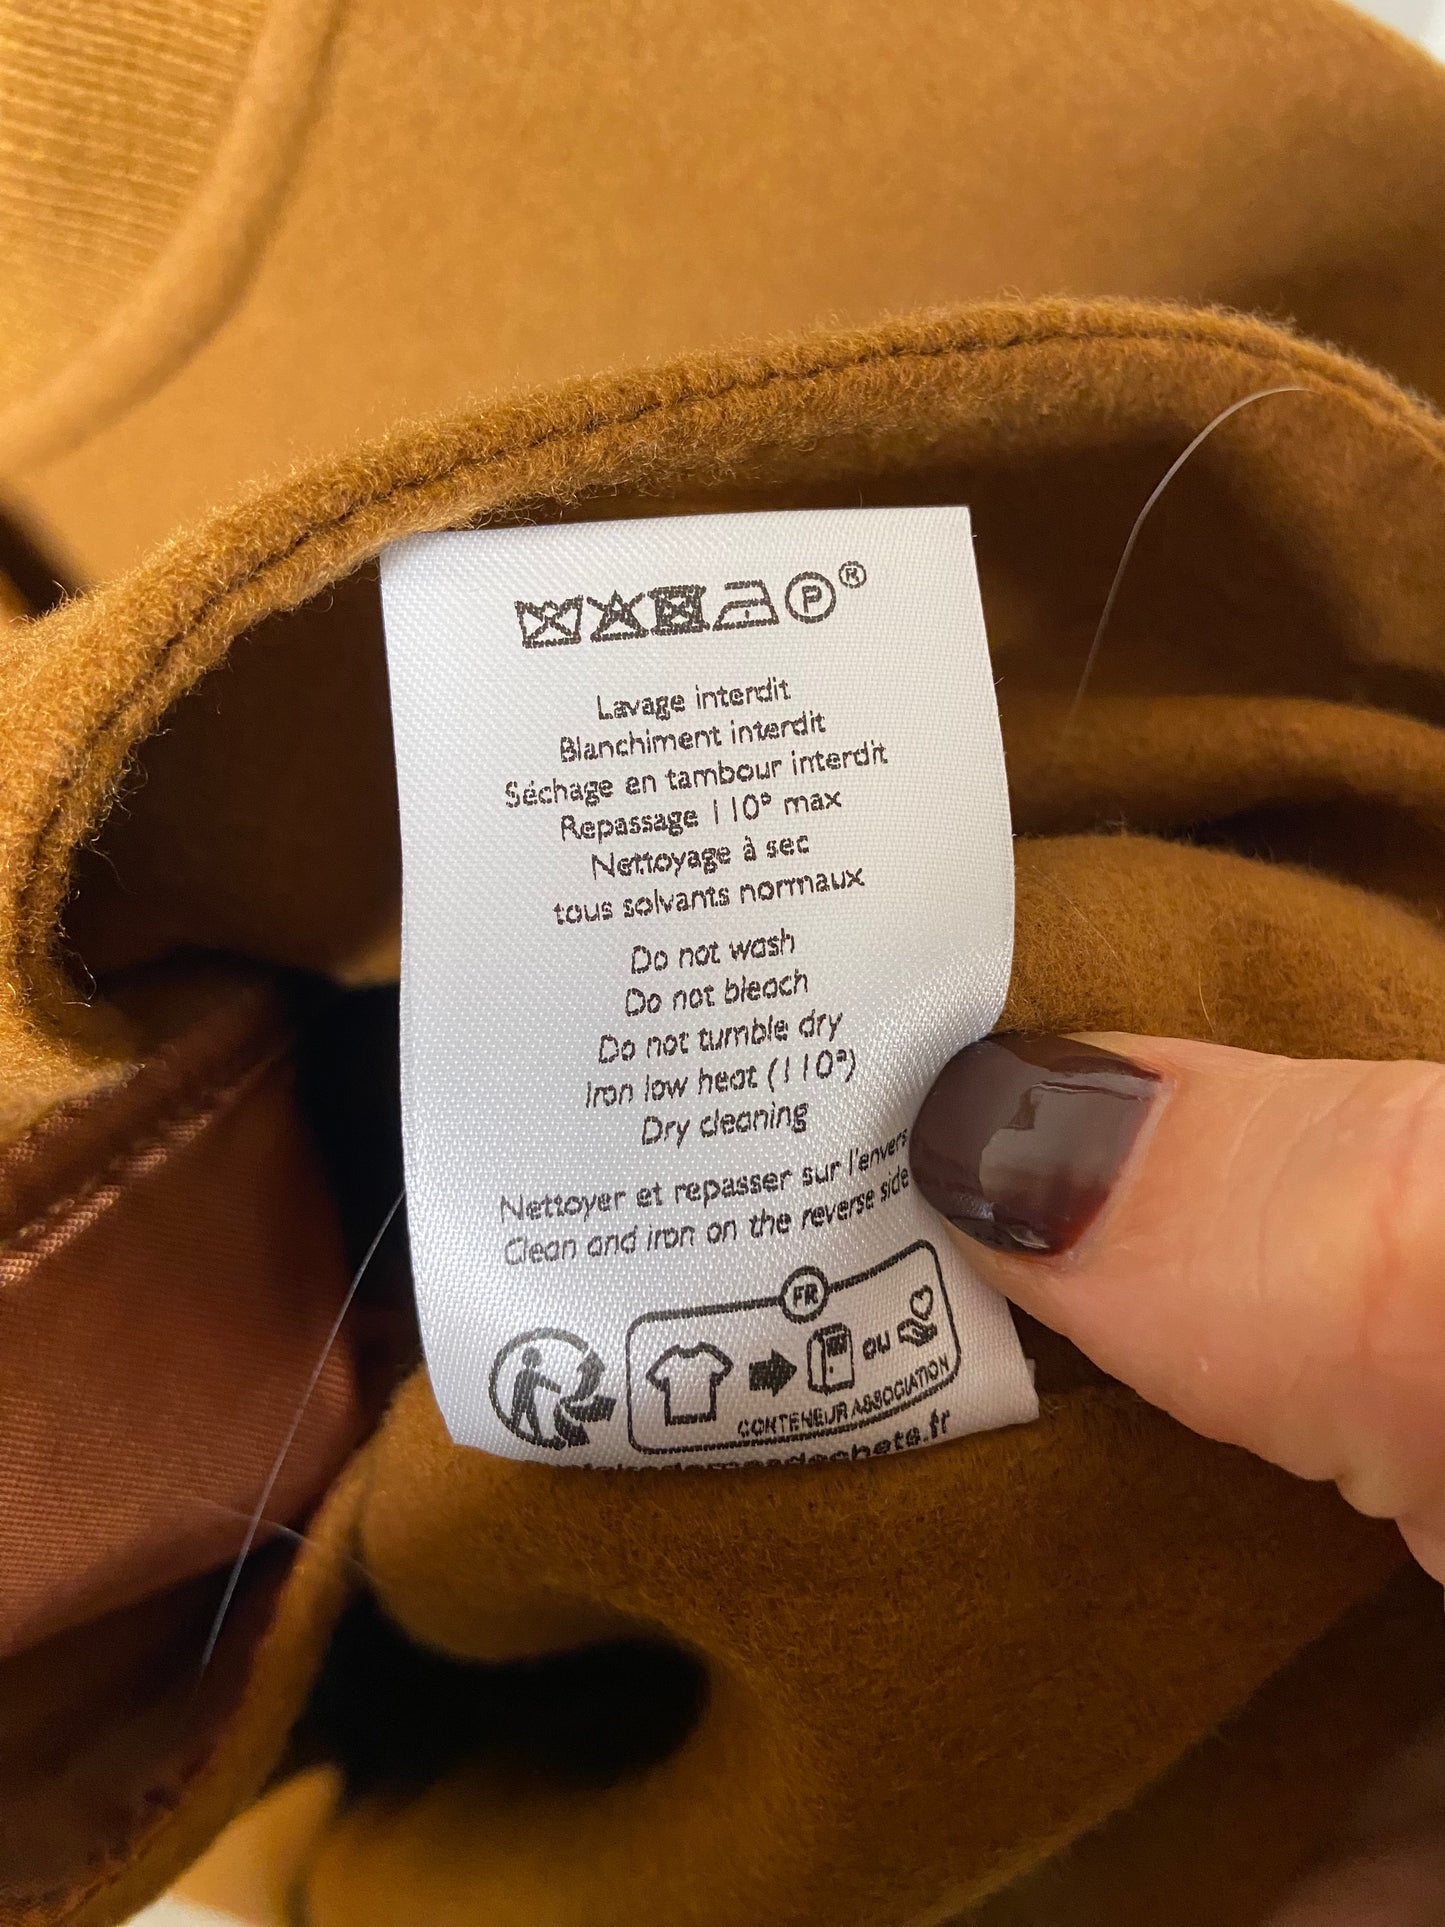 P ®
Lavage interdit
Blanchiment interdit
Séchage en tambour interdit
Repassage 110° max
Nettoyage à sec
tous solvants normaux
Do not wash
Do not bleach
Do not tumble dry
Iron low heat (110°)
Dry cleaning
Nettoyer et repasser sur l'envers
Clean and iron on the reverse side
FR
OU
CONTENEUR ASSOCIATION